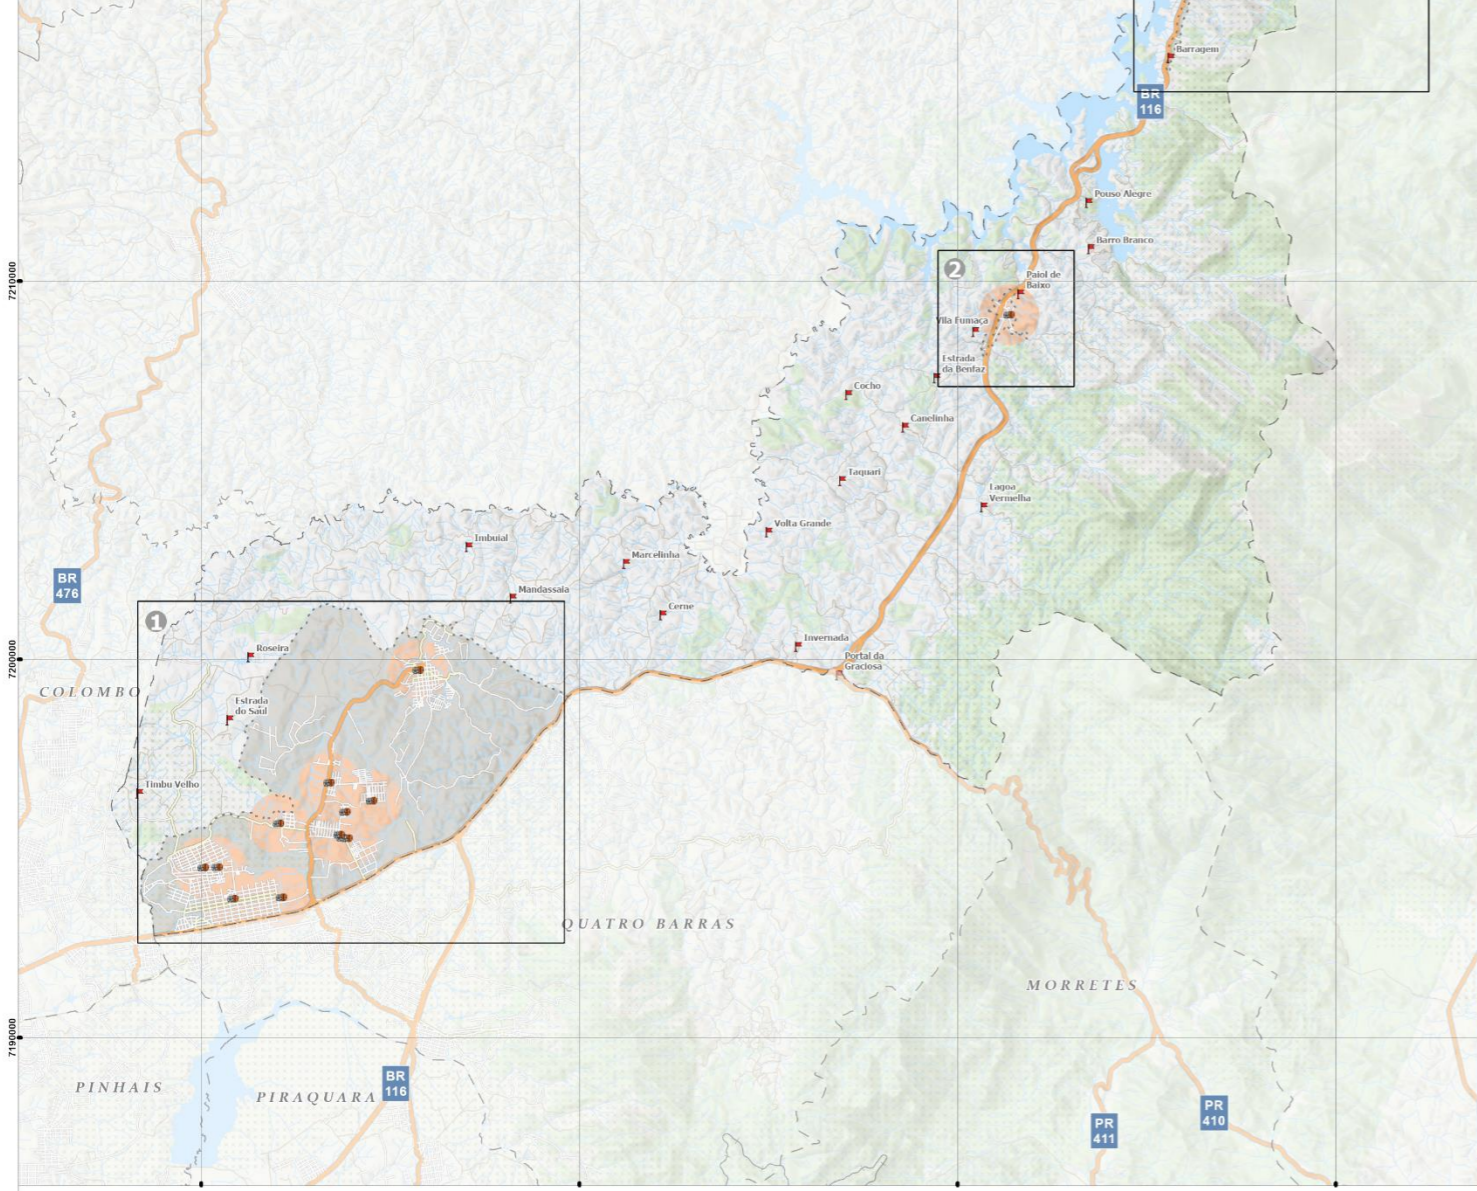 Barragem
BR
116
Pouso Alegre
Barro Branco
2
7210000
Paiol de
Baixo
Vila Fumaça
Estrada
da Benfaz
Cocho
Canelinha
Taquari
Lagoa
Vermelha
Volta Grande
Imbuial
Marcelinha
BR
476
Mandassaia
Cerne
1
Invernada
Roseira
Portal da
Graciosa
7200000
COLOMBO
Estrada
do Saul
Timbu Velho
QUATRO BARRAS
MORRETES
7190000
PINHAIS
PIRAQUARA
BR
116
PR
410
PR
411